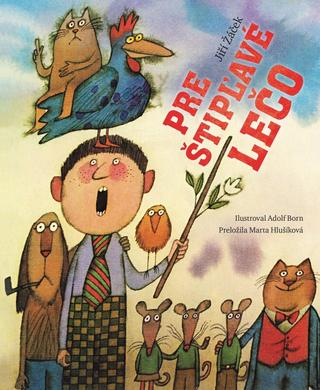 Jiří Žáček
PRE
ŠTIPĽAVÉ
LEČO
Ilustroval Adolf Born
Preložila Marta Hlušíková